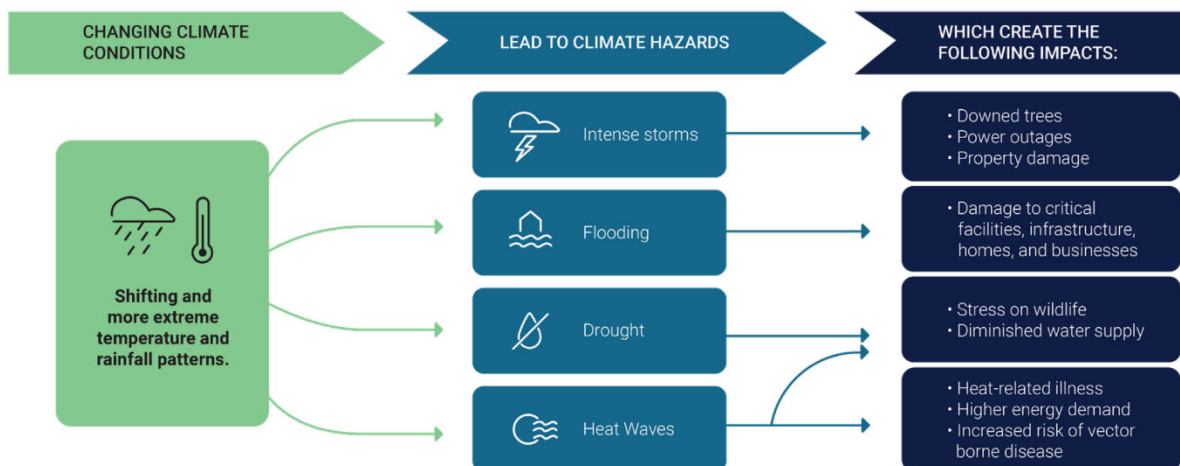 CHANGING CLIMATE
CONDITIONS
LEAD TO CLIMATE HAZARDS
WHICH CREATE THE
FOLLOWING IMPACTS:
Shifting and
more extreme
temperature and
rainfall patterns.
Intense storms
• Downed trees
• Power outages
• Property damage
Flooding
• Damage to critical
facilities, infrastructure,
homes, and businesses
Drought
• Stress on wildlife
• Diminished water supply
Heat Waves
• Heat-related illness
• Higher energy demand
• Increased risk of vector
borne disease